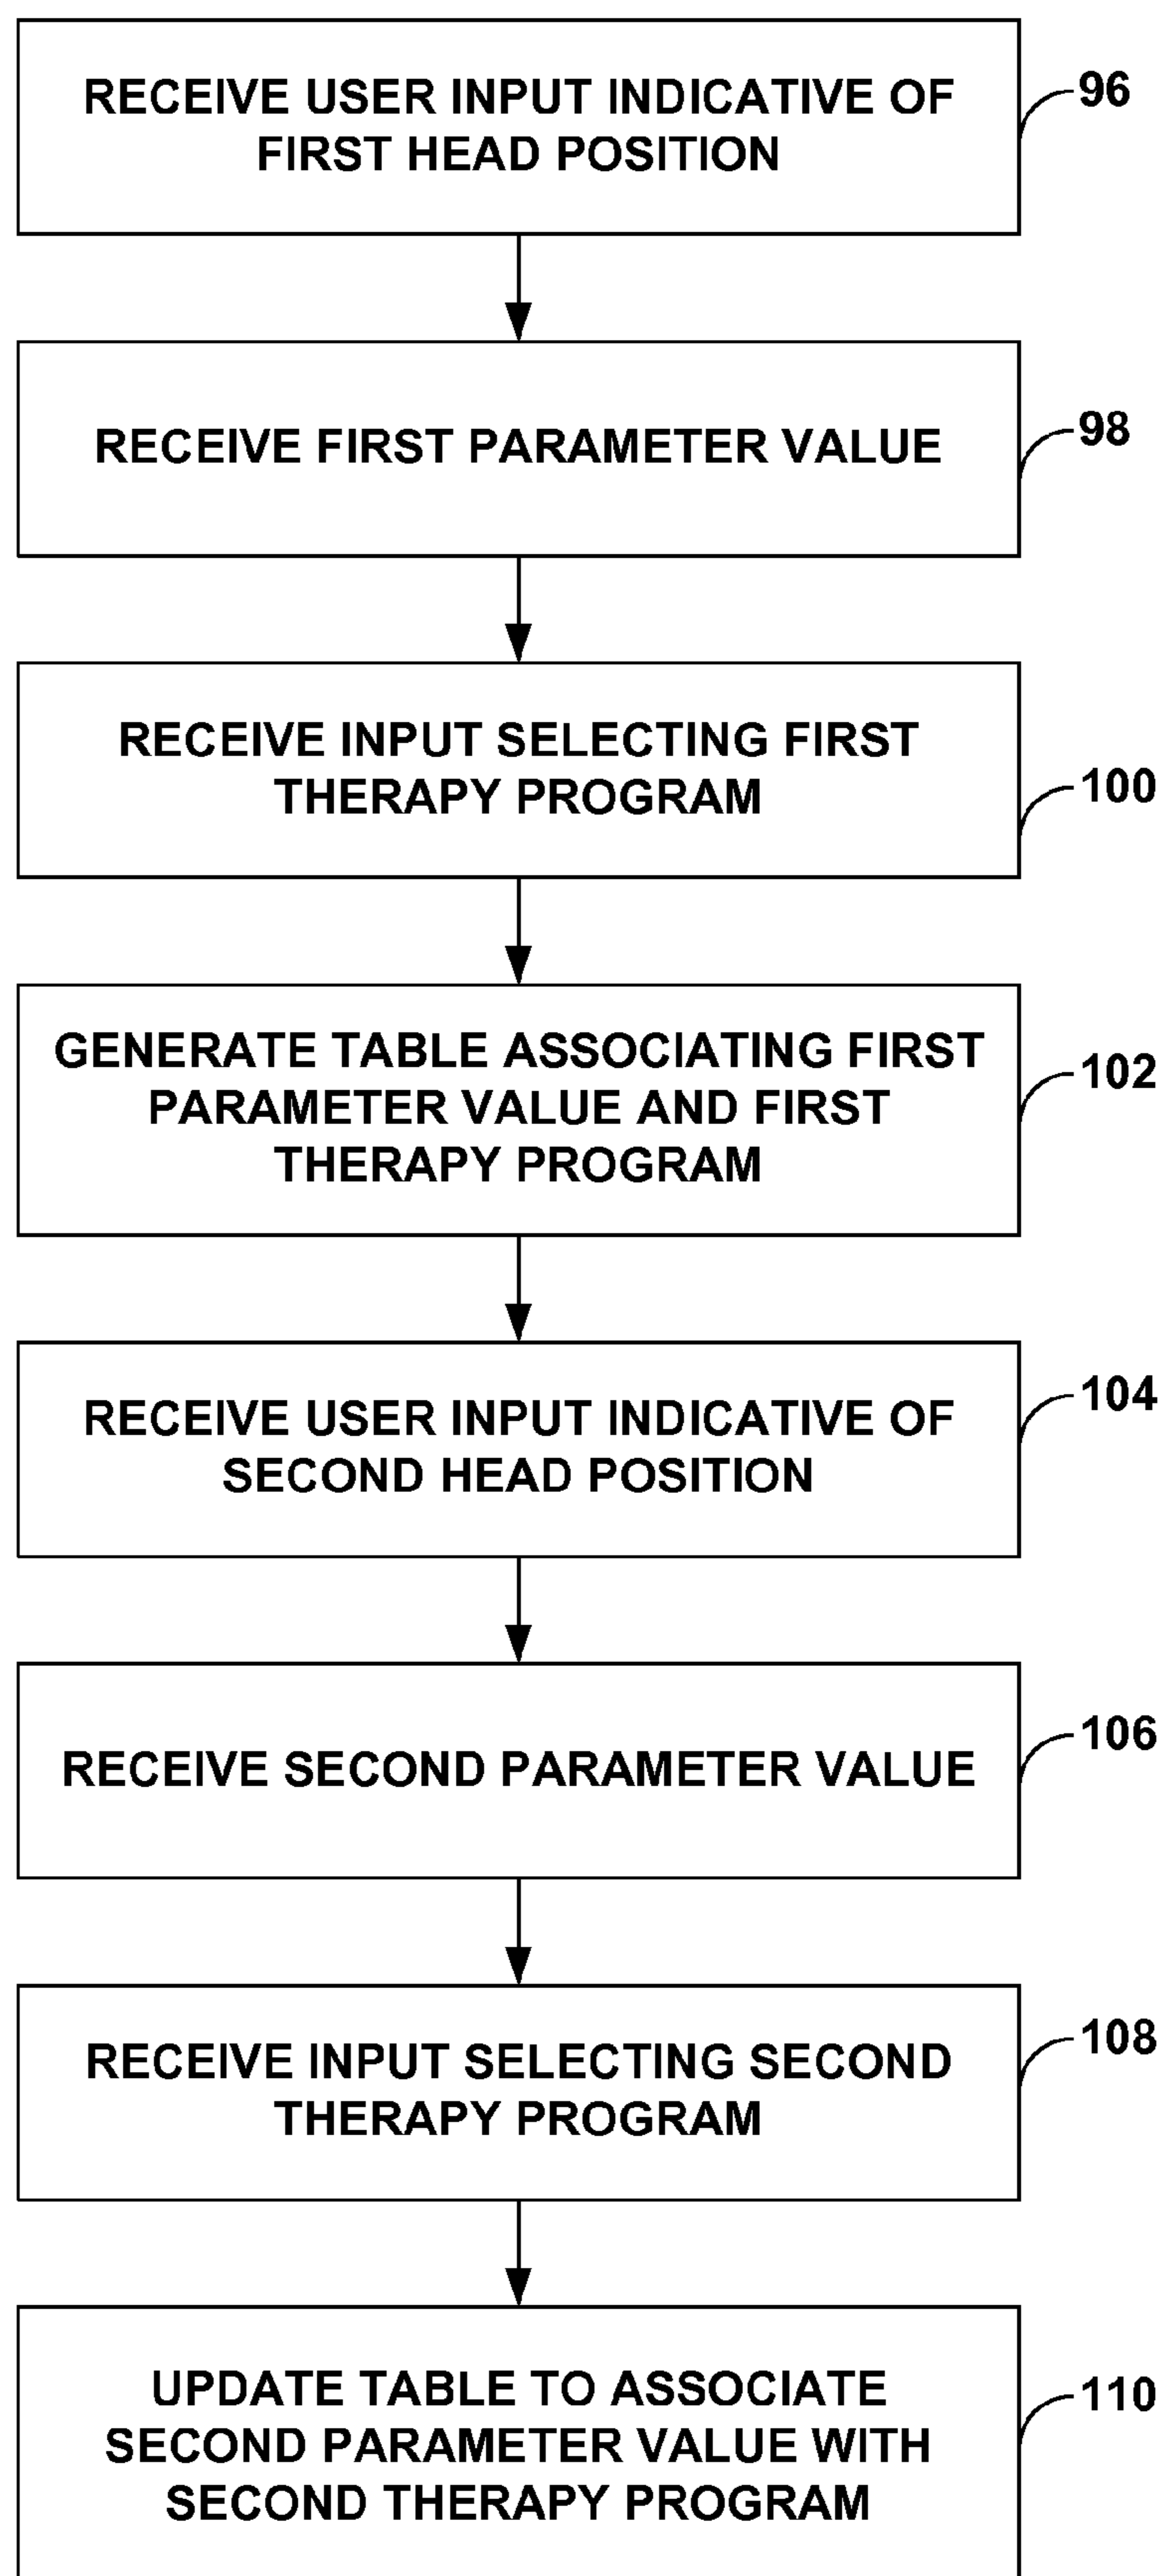 RECEIVE USER INPUT INDICATIVE OF
FIRST HEAD POSITION
96
RECEIVE FIRST PARAMETER VALUE
98
RECEIVE INPUT SELECTING FIRST
THERAPY PROGRAM
100
GENERATE TABLE ASSOCIATING FIRST
PARAMETER VALUE AND FIRST
THERAPY PROGRAM
102
RECEIVE USER INPUT INDICATIVE OF
SECOND HEAD POSITION
104
RECEIVE SECOND PARAMETER VALUE
106
RECEIVE INPUT SELECTING SECOND
THERAPY PROGRAM
108
UPDATE TABLE TO ASSOCIATE
SECOND PARAMETER VALUE WITH
SECOND THERAPY PROGRAM
110